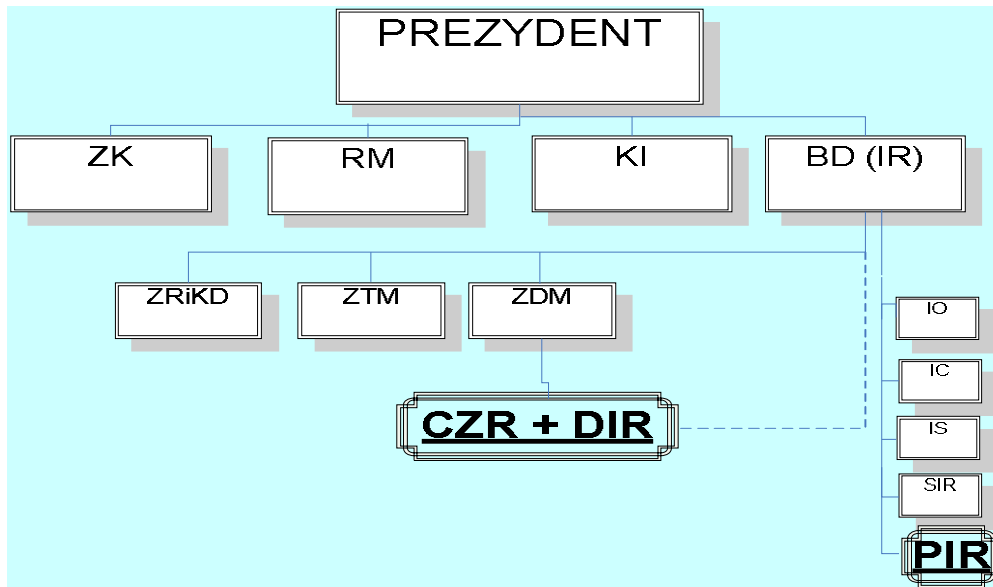 PREZYDENT
ZK
RM
KI
BD (IR)
ZRiKD
ZTM
ZDM
IO
IC
CZR + DIR
IS
SIR
PIR